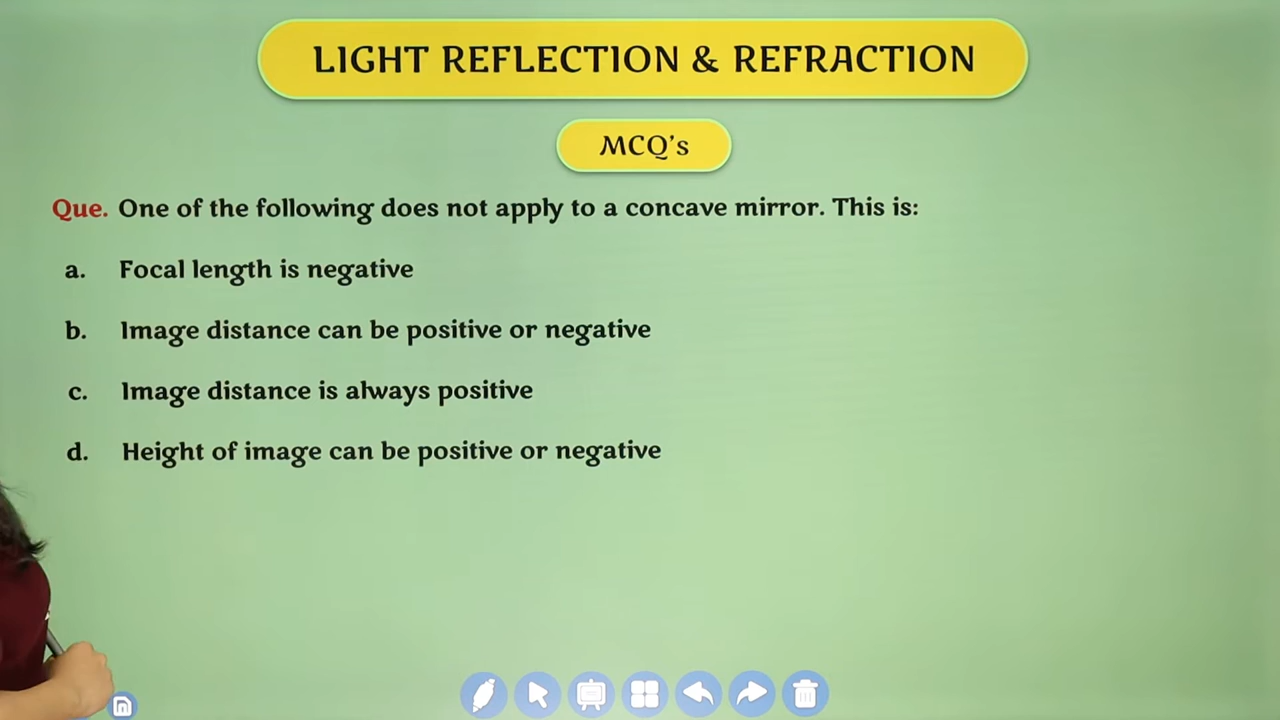 LIGHT REFLECTION & REFRACTION
MCQ's
Que. One of the following does not apply to a concave mirror. This is:
a. Focal length is negative
b. Image distance can be positive or negative
c. Image distance is always positive
d. Height of image can be positive or negative